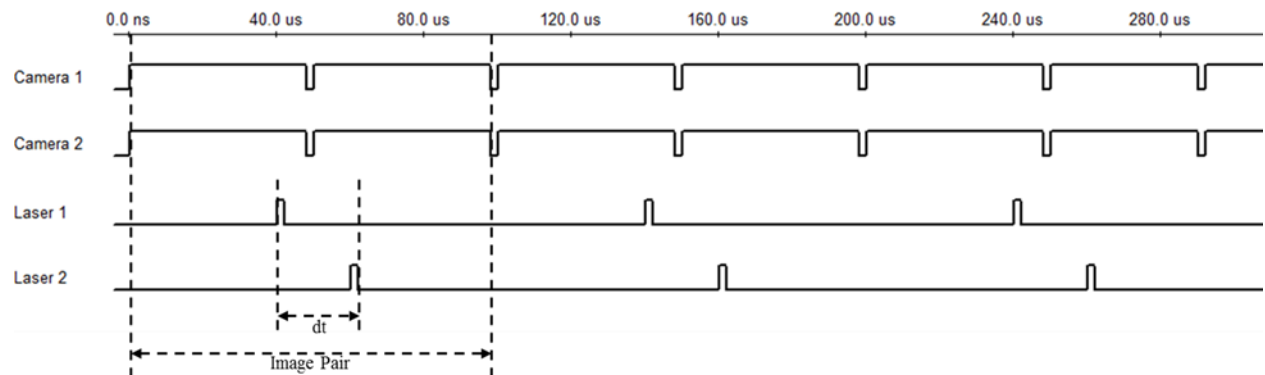 0.0 ns 40.0 us 80.0 us 120.0 us 160.0 us 200.0 us 240.0 us 280.0 us
Camera 1
Camera 2
Laser 1
Laser 2
dt
Image Pair